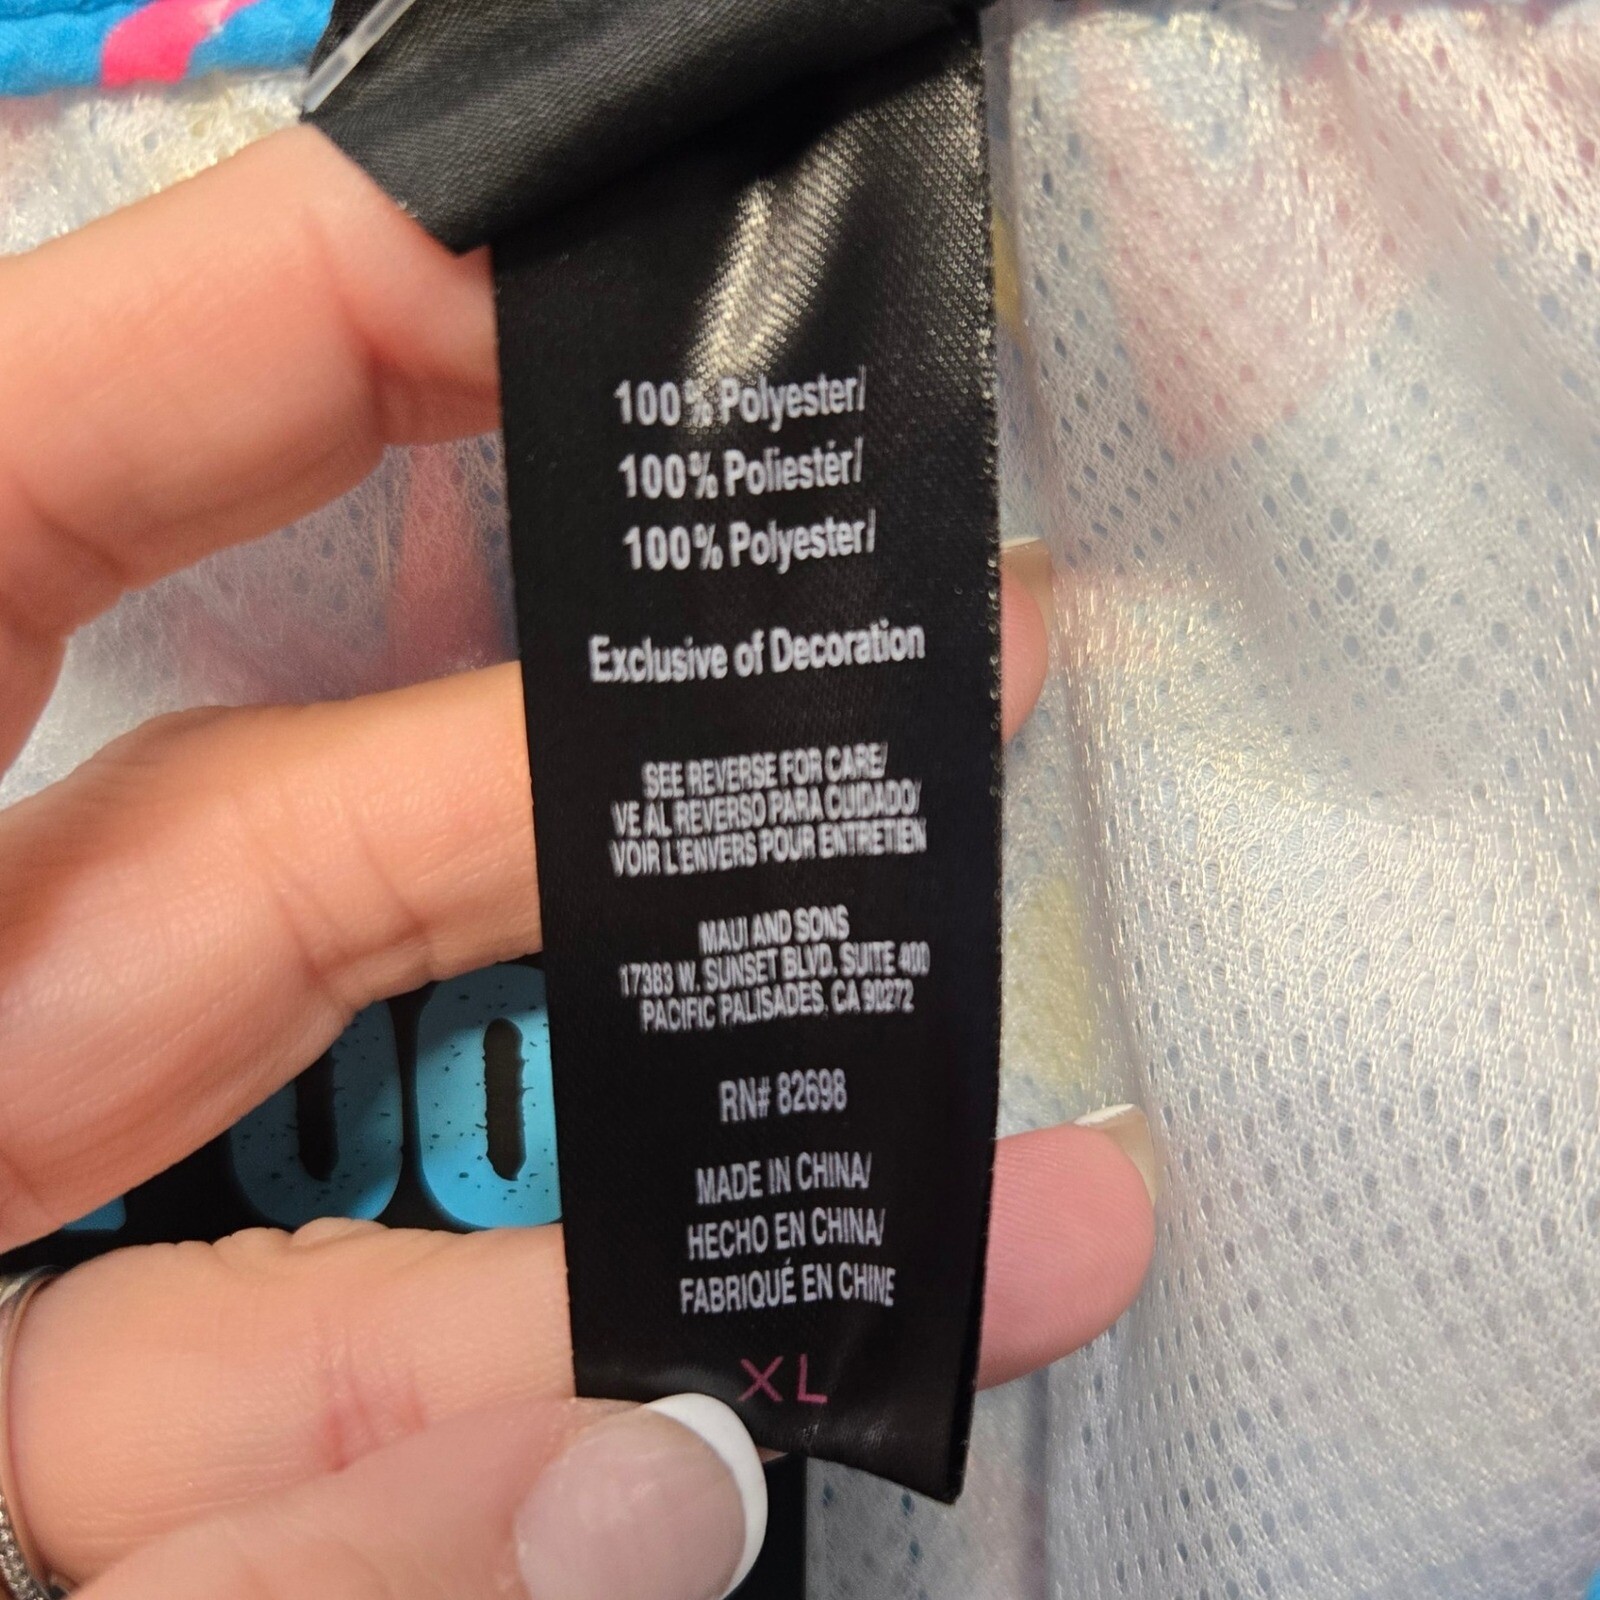 100% Polyester/
100% Poliestér/
100% Polyester/
Exclusive of Decoration
SEE REVERSE FOR CARE/
VE AL REVERSO PARA CUIDADO/
VOIR L'ENVERS POUR ENTRETIEN
MAUI AND SONS
17383 W. SUNSET BLVD. SUITE 400
PACIFIC PALISADES, CA 90272
RN# 82698
MADE IN CHINA/
HECHO EN CHINA/
FABRIQUÉ EN CHINE
XL
00